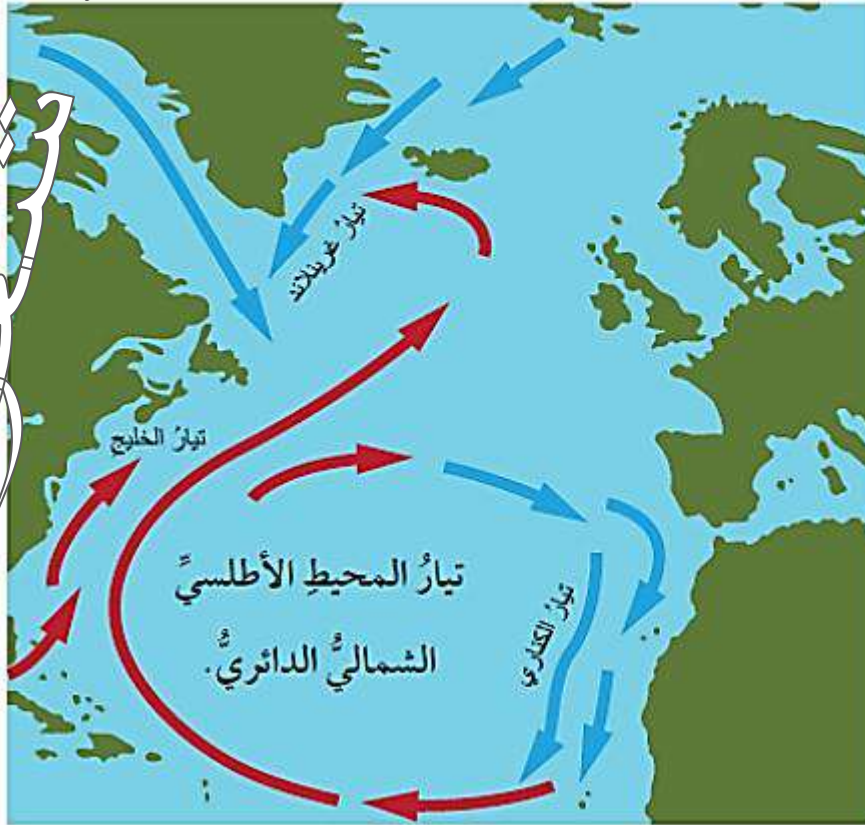 تيارُ غرينلاند
تيارُ الخليجِ
تيارُ المحيطِ الأطلسيِّ
الشماليُّ الدائريُّ.
تيارُ الكناري